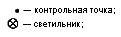 — контрольная точка;
— светильник;